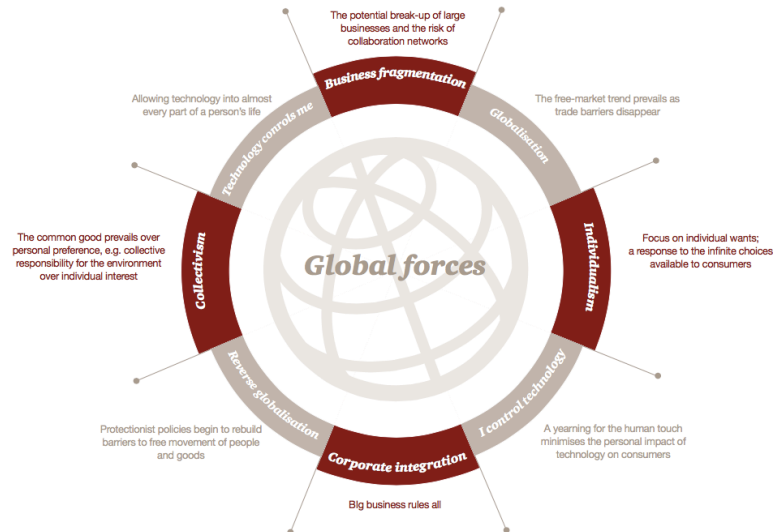 The potential break-up of large
businesses and the risk of
collaboration networks
Business fragmentation
Allowing technology into almost
every part of a person's life
Technology conrols me
Globalisation
The free-market trend prevails as
trade barriers disappear
The common good prevails over
personal preference, e.g. collective
responsibility for the environment
over individual interest
Collectivism
Global forces
Individualism
Focus on individual wants;
a response to the infinite choices
available to consumers
Reverse globalisation
Protectionist policies begin to rebuild
barriers to free movement of people
and goods
I control technology
A yearning for the human touch
minimises the personal impact of
technology on consumers
Corporate integration
BIg business rules all